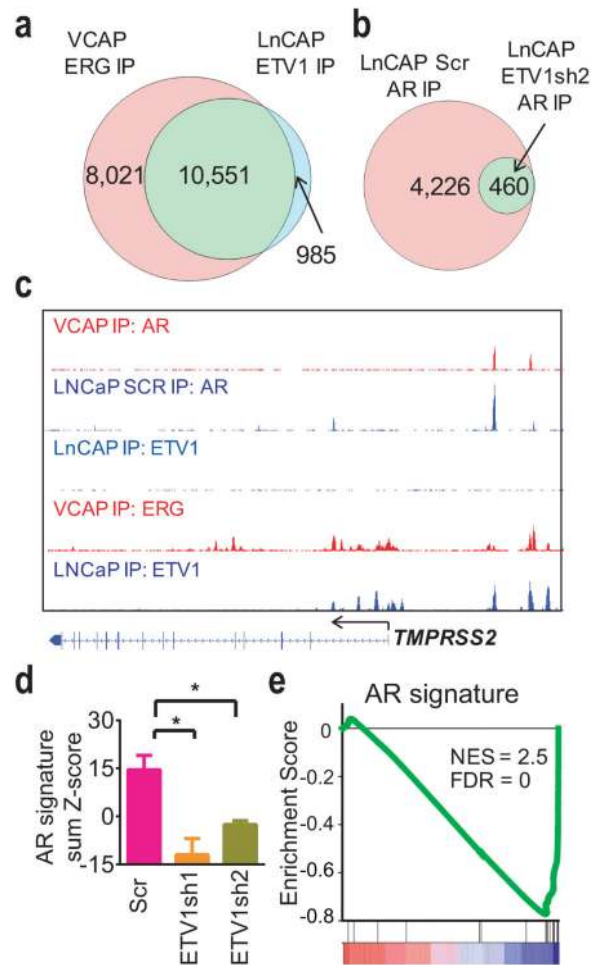 a
VCAP
ERG IP
LnCAP
ETV1 IP
8,021
10,551
985
b
LnCAP Scr
AR IP
LnCAP
ETV1sh2
AR IP
4,226
460
c
VCAP IP: AR
LNCaP SCR IP: AR
LnCAP IP: ETV1
VCAP IP: ERG
LNCaP IP: ETV1
TMPRSS2
d
AR signature
sum Z-score
30
15
0
-15
*
*
Scr
ETV1sh1
ETV1sh2
e
AR signature
Enrichment Score
0
-0.2
-0.4
-0.6
-0.8
NES = 2.5
FDR = 0